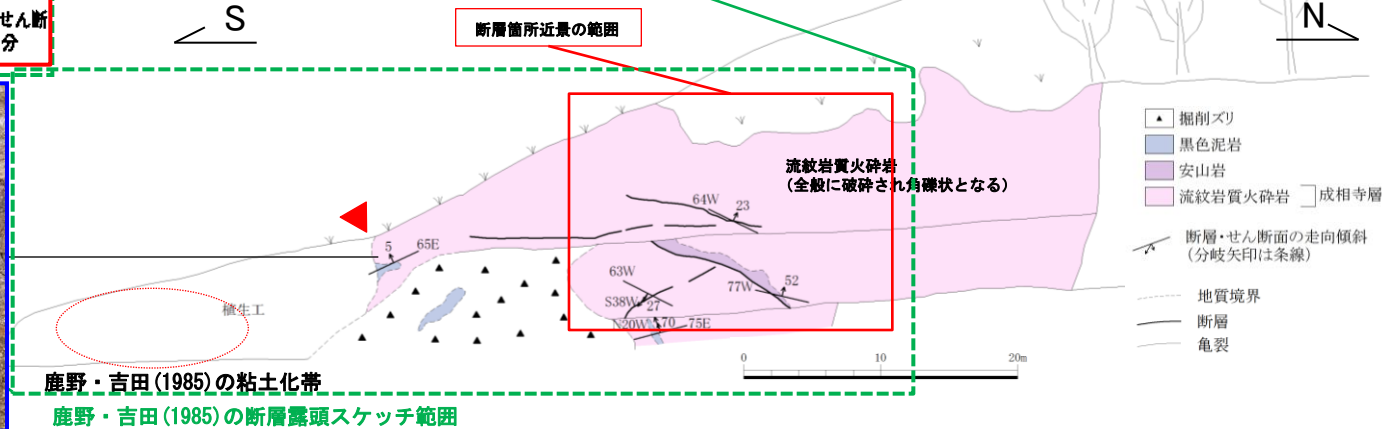 せん断
分
S
断層箇所近景の範囲
N
掘削ズリ
黒色泥岩
安山岩
流紋岩質火砕岩
成相寺層
断層・せん断面の走向傾斜
(分岐矢印は条線)
地質境界
断層
亀裂
流紋岩質火砕岩
(全般に破砕され角礫状となる)
64W
23
5
65E
63W
77W
52
S38W
27
N20W
70
75E
植生工
0
10
20m
鹿野・吉田(1985)の粘土化帯
鹿野・吉田(1985)の断層露頭スケッチ範囲